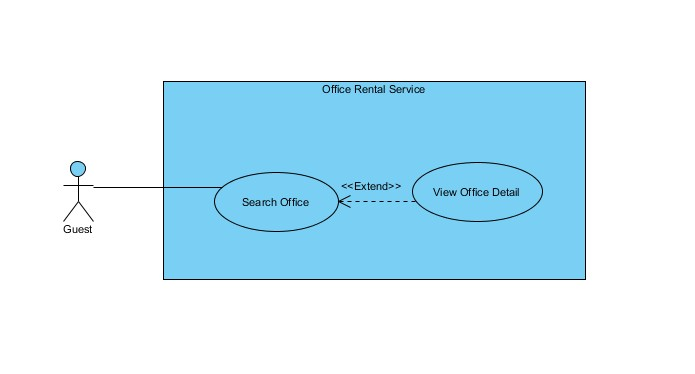 Office Rental Service
<<Extend>>
Search Office
View Office Detail
Guest